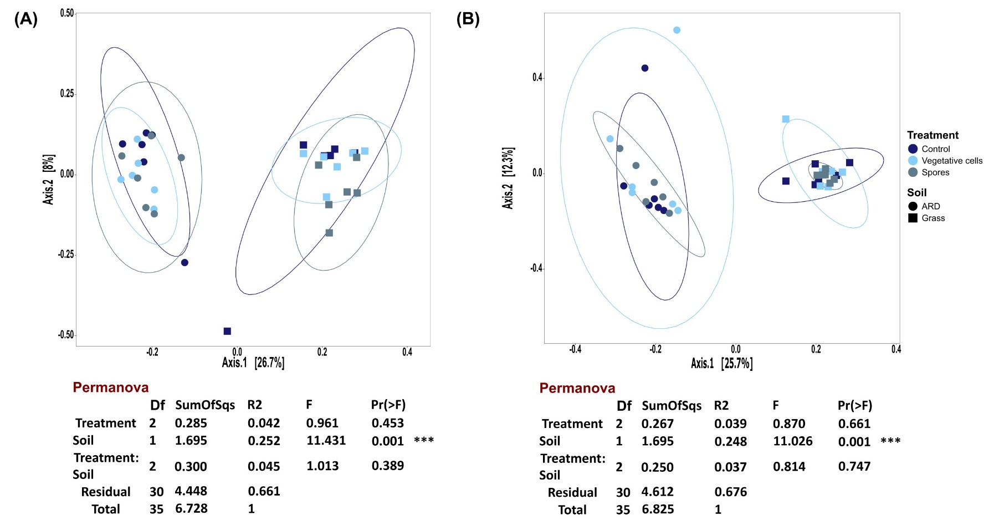 (A)
0.50
0.25
0.00
-0.25
-0.50
Axis.2 [8%]
-0.2 0.0 0.2 0.4
Axis.1 [26.7%]
Permanova
Df SumOfSqs R2 F Pr(>F)
Treatment 2 0.285 0.042 0.961 0.453
Soil 1 1.695 0.252 11.431 0.001 ***
Treatment:
Soil 2 0.300 0.045 1.013 0.389
Residual 30 4.448 0.661
Total 35 6.728 1
(B)
0.4
0.0
-0.4
Axis.2 [12.3%]
-0.4 -0.2 0.0 0.2 0.4
Axis.1 [25.7%]
Treatment
Control
Vegetative cells
Spores
Soil
ARD
Grass
Permanova
Df SumOfSqs R2 F Pr(>F)
Treatment 2 0.267 0.039 0.870 0.661
Soil 1 1.695 0.248 11.026 0.001 ***
Treatment:
Soil 2 0.250 0.037 0.814 0.747
Residual 30 4.612 0.676
Total 35 6.825 1